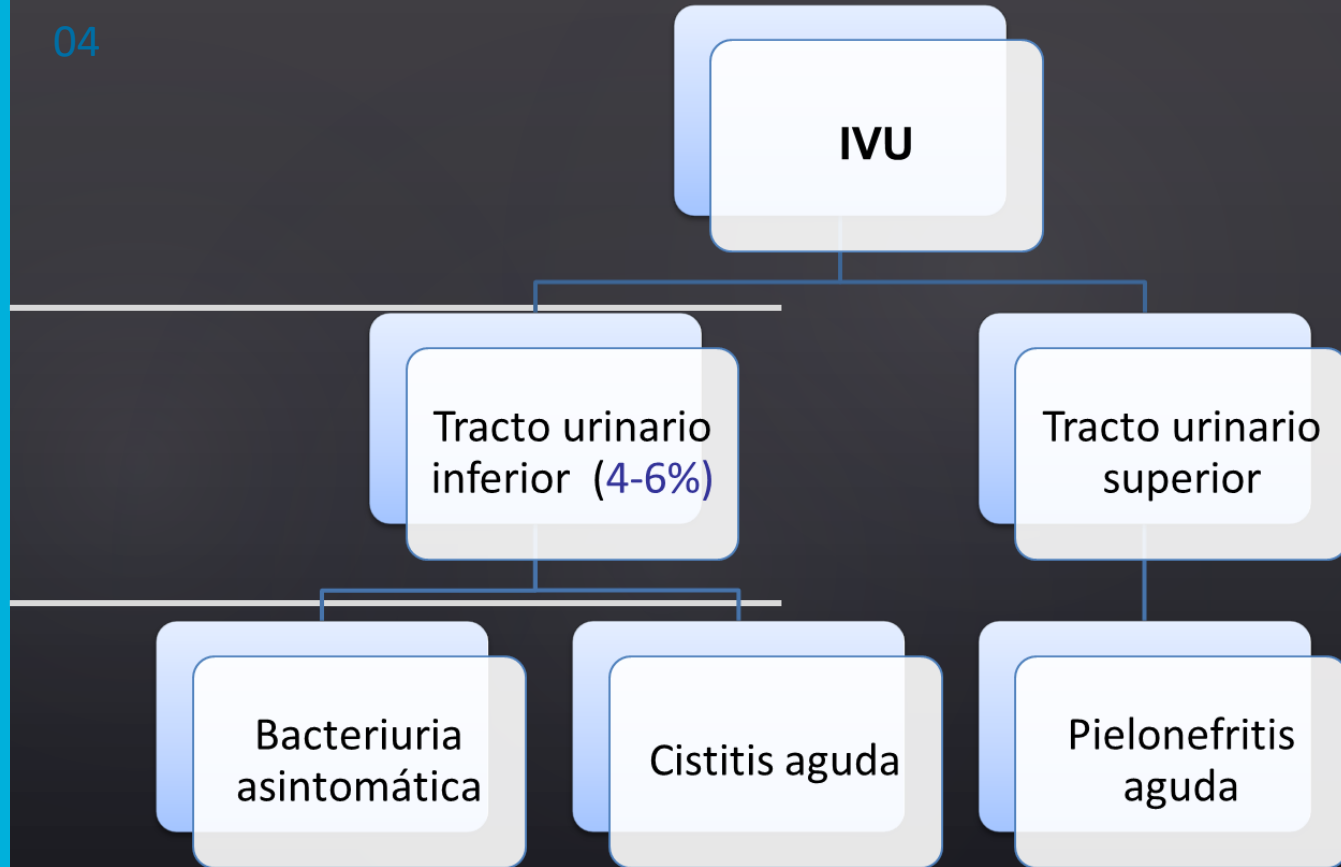 04
IVU
Tracto urinario
inferior (4-6%)
Tracto urinario
superior
Bacteriuria
asintomática
Cistitis aguda
Pielonefritis
aguda